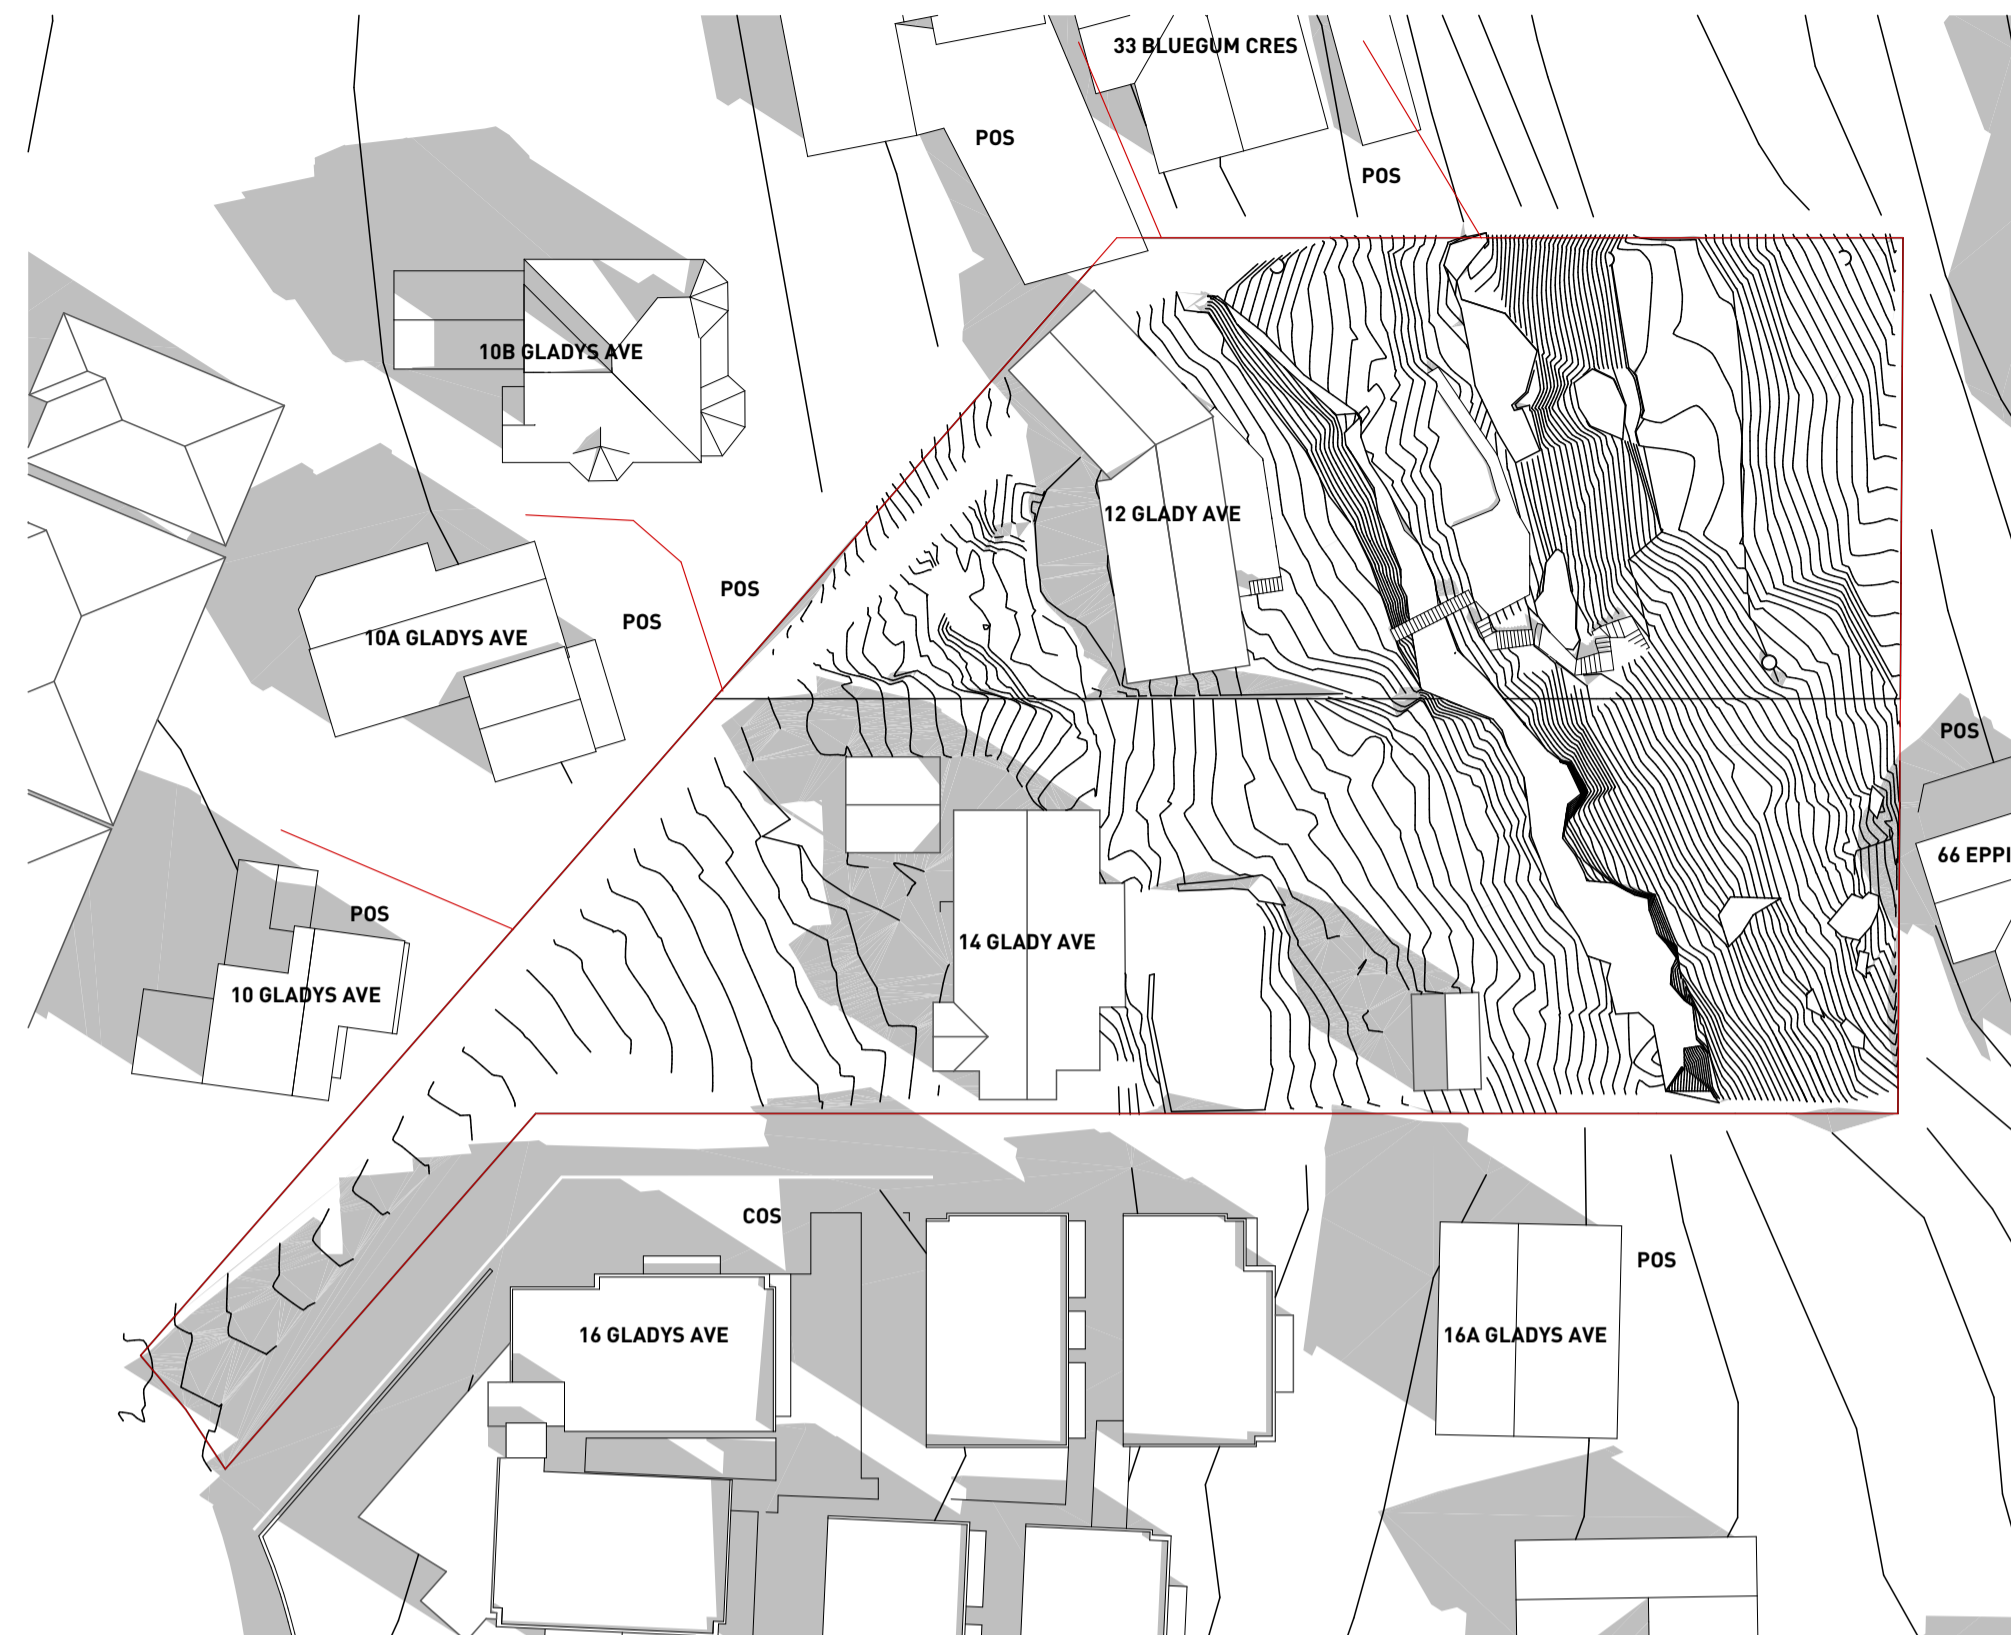 33 BLUEGUM CRES
POS
POS
10B GLADYS AVE
12 GLADY AVE
POS
POS
10A GLADYS AVE
POS
66 EPPI
POS
14 GLADY AVE
10 GLADYS AVE
COS
POS
16 GLADYS AVE
16A GLADYS AVE